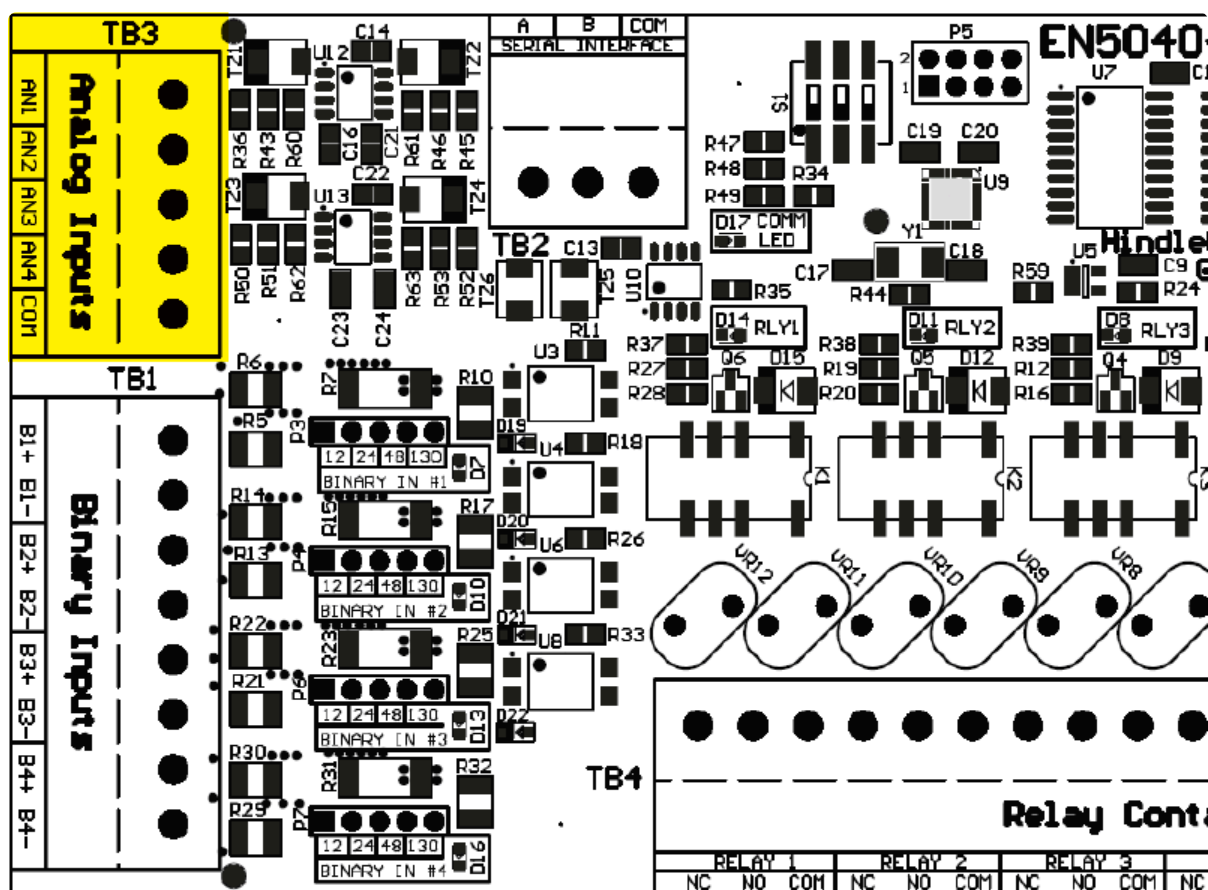 TB3
Analog Inputs
AN1
AN2
AN3
AN4
COM
TZ1
U12
C14
TZ2
R36
R43
R60
C16
C21
R61
R46
R45
TZ3
U13
C22
TZ4
R50
R51
R62
C23
C24
R63
R53
R52
A B COM
SERIAL INTERFACE
TB2
TZ6
TZ5
C13
U10
S1
P5
2
1
EN5040
U7
R47
R48
R49
R34
C19
C20
U9
D17 COMM
LED
Y1
C17
C18
U5
C9
R59
R24
R35
R44
D14 RLY1
D11 RLY2
D8 RLY3
R37
R27
R28
Q6
D15
R38
R19
R20
Q5
D12
R39
R12
R16
Q4
D9
TB1
Binary Inputs
B1+
B1-
B2+
B2-
B3+
B3-
B4+
B4-
R6
R5
R7
P3
R10
12 24 48 130
BINARY IN #1
D7
U3
R11
D19
U4
R18
R14
R13
R15
P4
R17
12 24 48 130
BINARY IN #2
D10
D20
U6
R26
R22
R21
R23
P6
R25
12 24 48 130
BINARY IN #3
D13
D21
U8
R33
D22
R30
R29
R31
P7
R32
12 24 48 130
BINARY IN #4
D16
K1
K2
VR12
VR11
VR10
VR9
VR8
TB4
Relay Cont
RELAY 1 RELAY 2 RELAY 3
NC NO COM NC NO COM NC NO COM NC